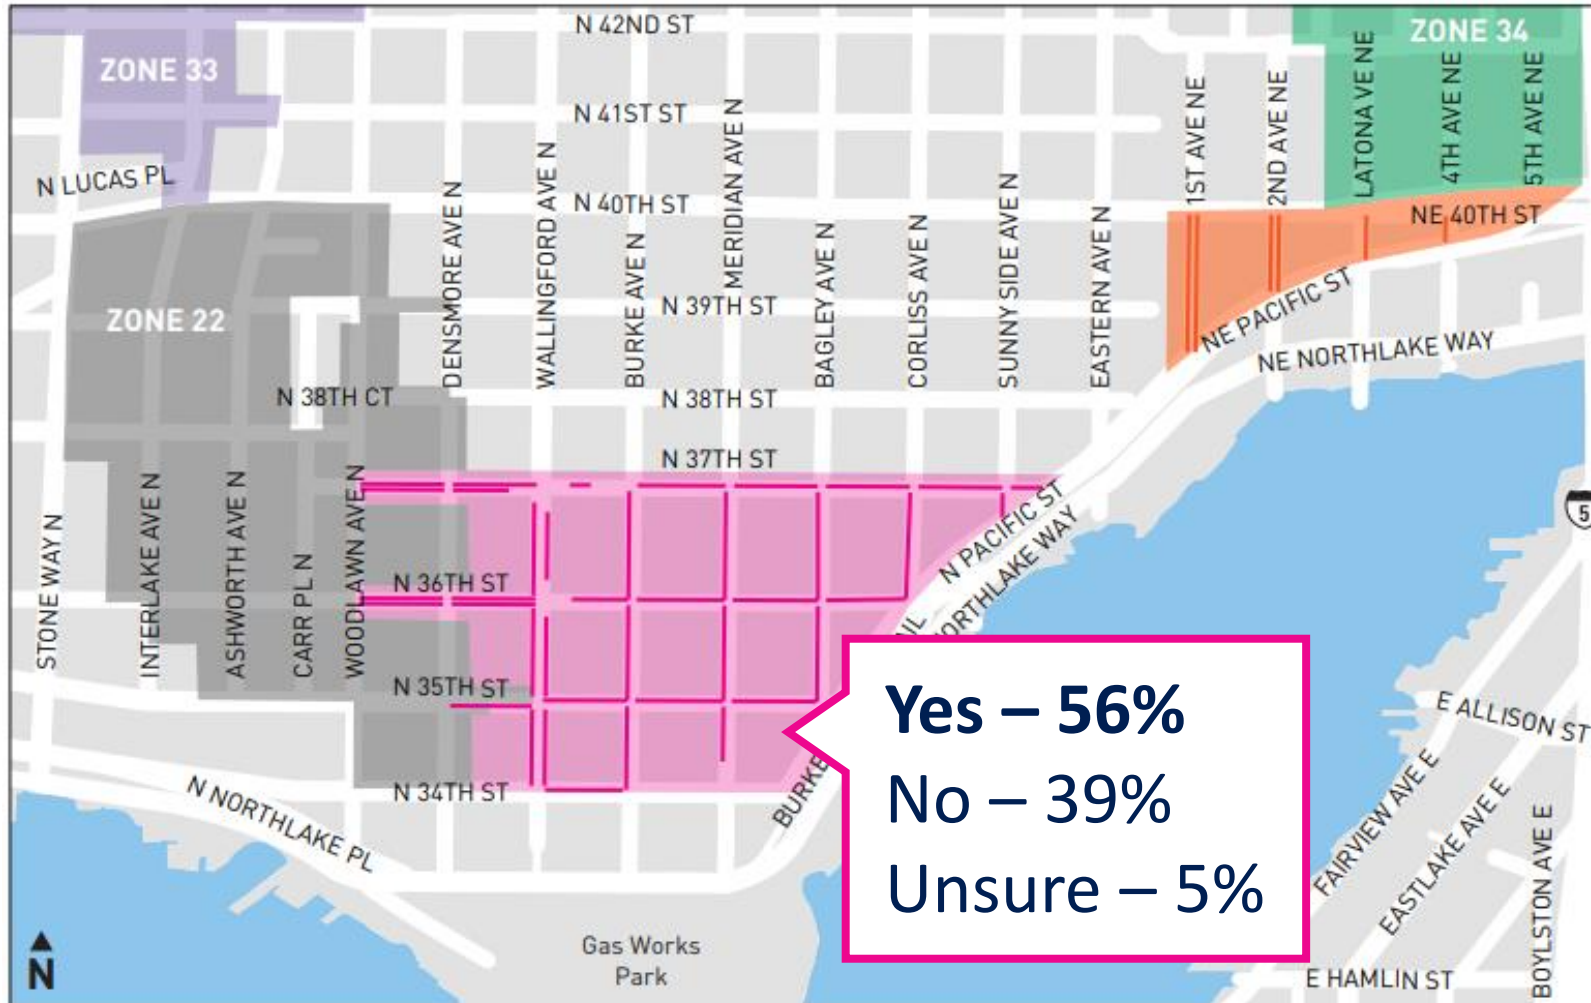 N 42ND ST
ZONE 34
ZONE 33
N 41ST ST
1ST AVE NE
2ND AVE NE
LATONA AVE NE
4TH AVE NE
5TH AVE NE
N LUCAS PL
N 40TH ST
NE 40TH ST
DENSMORE AVE N
WALLINGFORD AVE N
BURKE AVE N
MERIDIAN AVE N
BAGLEY AVE N
CORLISS AVE N
SUNNY SIDE AVE N
EASTERN AVE N
ZONE 22
N 39TH ST
NE PACIFIC ST
NE NORTHLAKE WAY
N 38TH CT
N 38TH ST
N 37TH ST
STONE WAY N
INTERLAKE AVE N
ASHWORTH AVE N
CARR PL N
WOODLAWN AVE N
N 36TH ST
N PACIFIC ST
NORTHLAKE WAY
5
N 35TH ST
Yes – 56%
No – 39%
Unsure – 5%
E ALLISON ST
N NORTHLAKE PL
N 34TH ST
BURKE
FAIRVIEW AVE E
EASTLAKE AVE E
BOYLSTON AVE E
Gas Works
Park
N
E HAMLIN ST